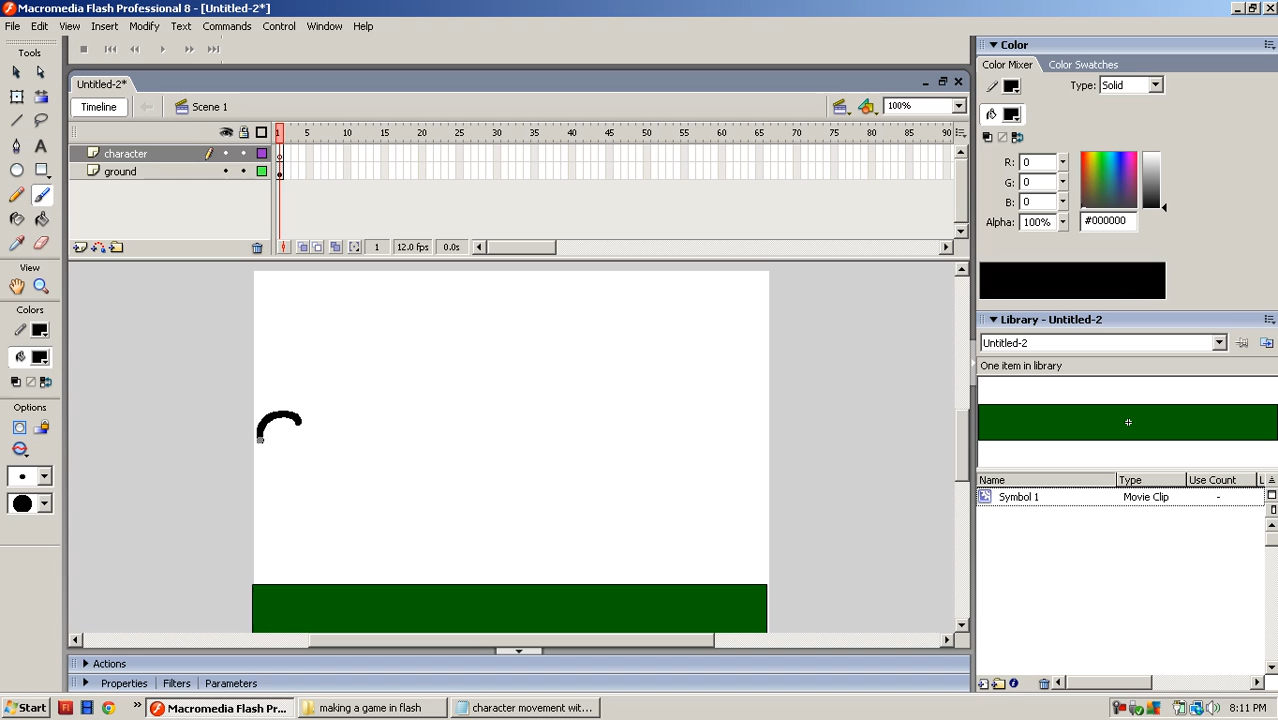 Macromedia Flash Professional 8 - [Untitled-2*]
File Edit View Insert Modify Text Commands Control Window Help
Tools
View
Colors
Options
Untitled-2*
Timeline
Scene 1
100%
1 5 10 15 20 25 30 35 40 45 50 55 60 65 70 75 80 85 90
character
ground
1 12.0 fps 0.0s
Actions
Properties Filters Parameters
Color
Color Mixer Color Swatches
Type: Solid
R: 0
G: 0
B: 0
Alpha: 100% #000000
Library - Untitled-2
Untitled-2
One item in library
Name Type Use Count L
Symbol 1 Movie Clip -
Start
Macromedia Flash Pr...
making a game in flash
character movement wit...
8:11 PM